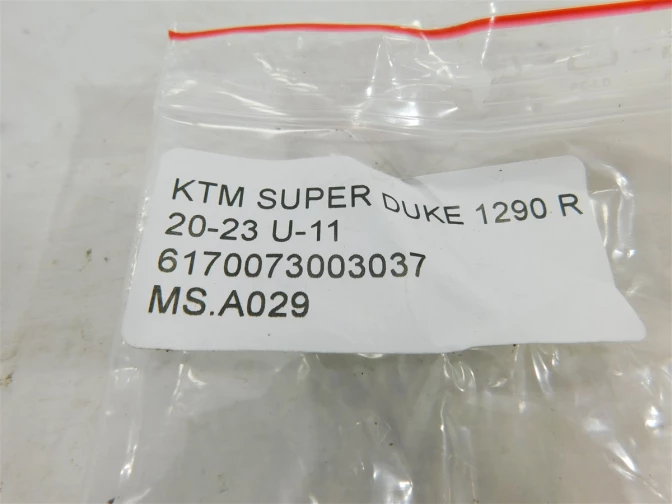 KTM SUPER DUKE 1290 R
20-23 U-11
6170073003037
MS.A029